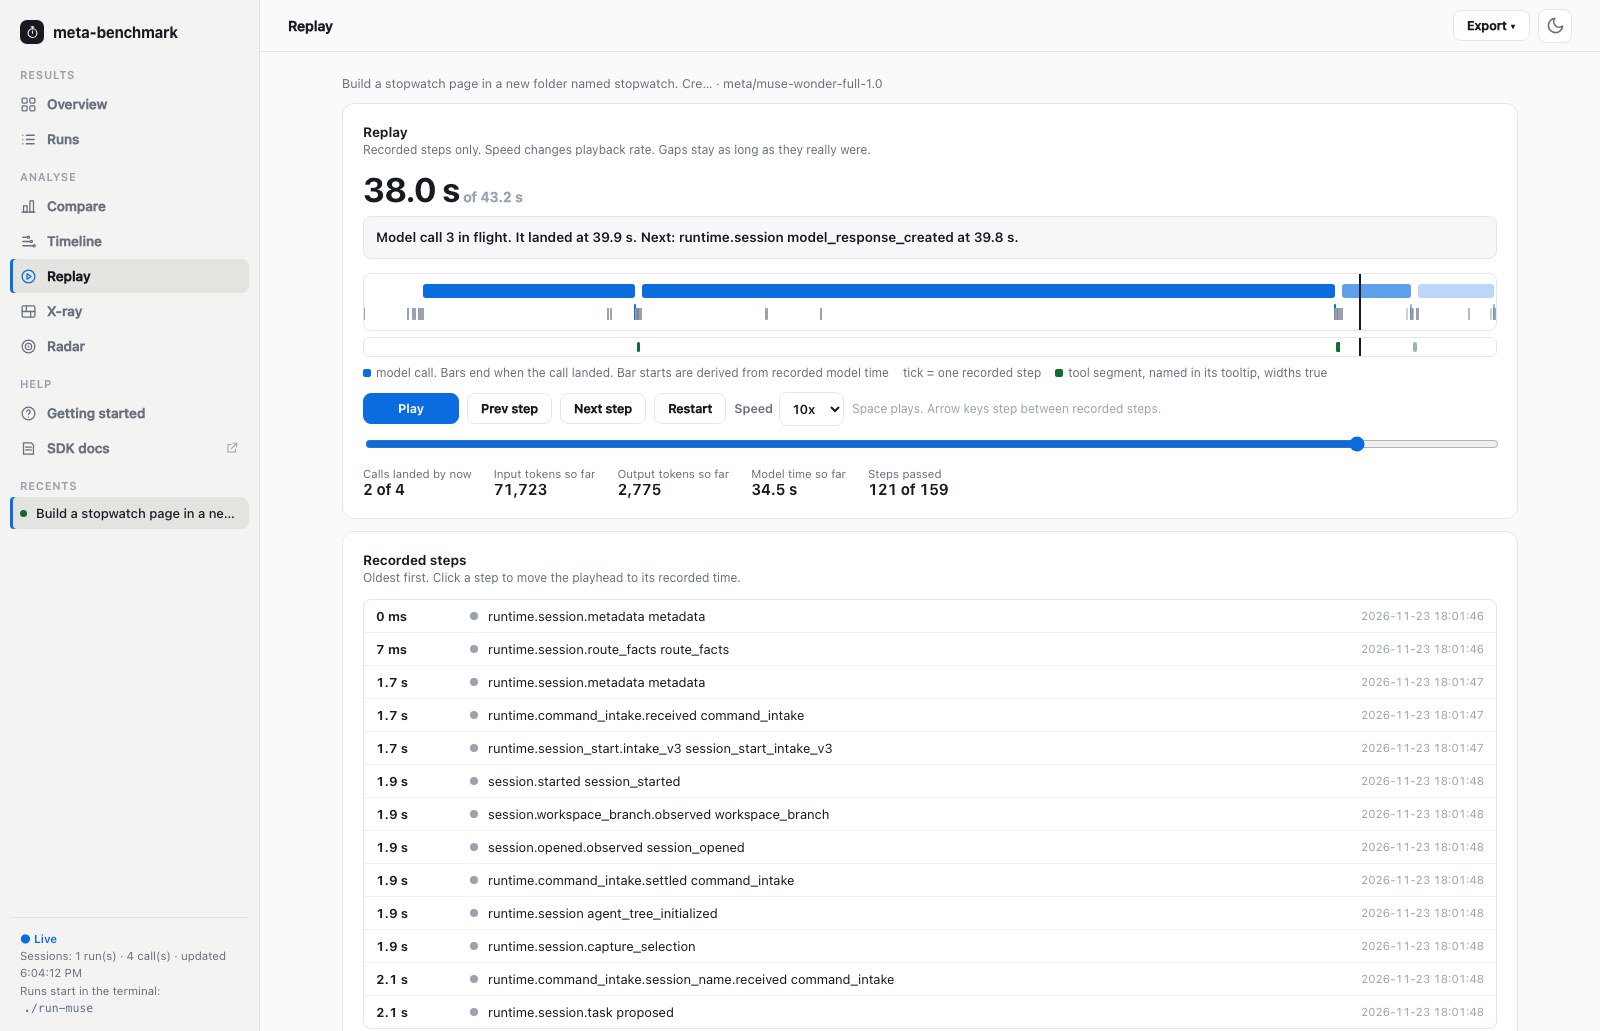 meta-benchmark
RESULTS
Overview
Runs
ANALYSE
Compare
Timeline
Replay
X-ray
Radar
HELP
Getting started
SDK docs
RECENTS
Build a stopwatch page in a ne...
Live
Sessions: 1 run(s) · 4 call(s) · updated
6:04:12 PM
Runs start in the terminal:
./run-muse
Replay
Export ▾
Build a stopwatch page in a new folder named stopwatch. Cre... · meta/muse-wonder-full-1.0
Replay
Recorded steps only. Speed changes playback rate. Gaps stay as long as they really were.
38.0 s of 43.2 s
Model call 3 in flight. It landed at 39.9 s. Next: runtime.session model_response_created at 39.8 s.
model call. Bars end when the call landed. Bar starts are derived from recorded model time tick = one recorded step tool segment, named in its tooltip, widths true
Play Prev step Next step Restart Speed 10x Space plays. Arrow keys step between recorded steps.
Calls landed by now Input tokens so far Output tokens so far Model time so far Steps passed
2 of 4 71,723 2,775 34.5 s 121 of 159
Recorded steps
Oldest first. Click a step to move the playhead to its recorded time.
0 ms runtime.session.metadata metadata 2026-11-23 18:01:46
7 ms runtime.session.route_facts route_facts 2026-11-23 18:01:46
1.7 s runtime.session.metadata metadata 2026-11-23 18:01:47
1.7 s runtime.command_intake.received command_intake 2026-11-23 18:01:47
1.7 s runtime.session_start.intake_v3 session_start_intake_v3 2026-11-23 18:01:47
1.9 s session.started session_started 2026-11-23 18:01:48
1.9 s session.workspace_branch.observed workspace_branch 2026-11-23 18:01:48
1.9 s session.opened.observed session_opened 2026-11-23 18:01:48
1.9 s runtime.command_intake.settled command_intake 2026-11-23 18:01:48
1.9 s runtime.session agent_tree_initialized 2026-11-23 18:01:48
1.9 s runtime.session.capture_selection 2026-11-23 18:01:48
2.1 s runtime.command_intake.session_name.received command_intake 2026-11-23 18:01:48
2.1 s runtime.session.task proposed 2026-11-23 18:01:48